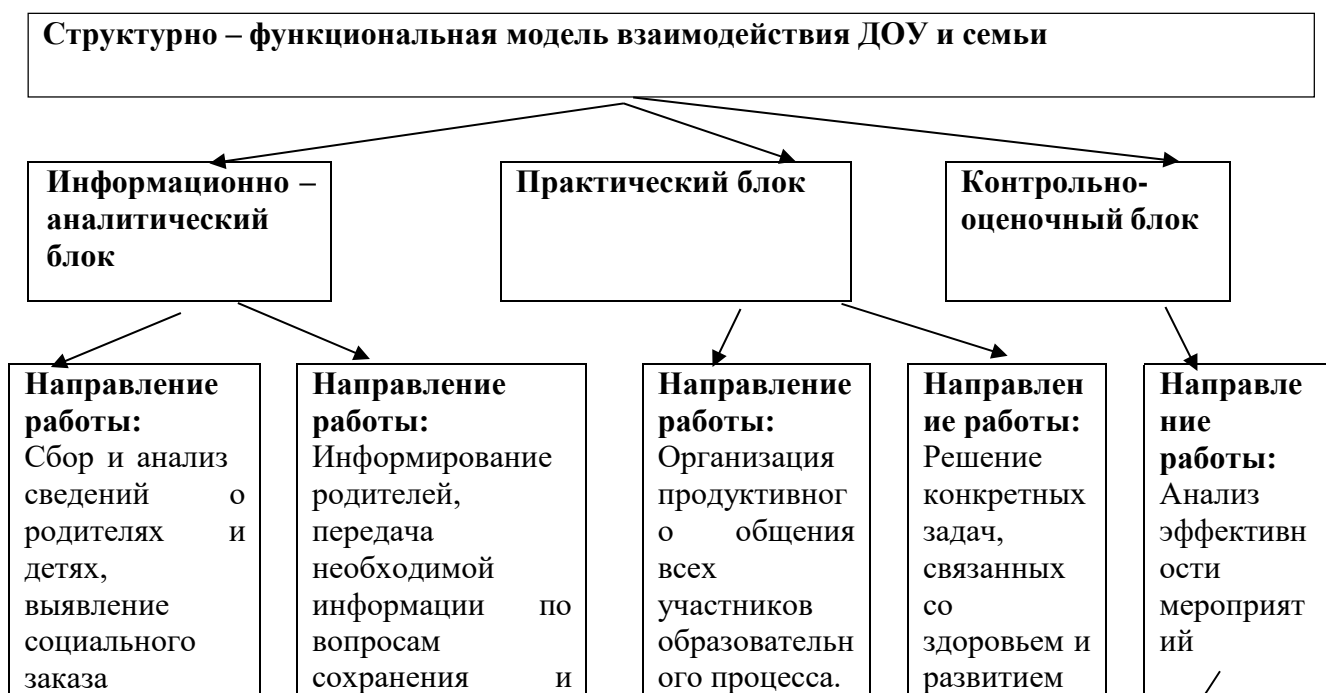 Структурно – функциональная модель взаимодействия ДОУ и семьи
Информационно –
аналитический
блок
Практический блок
Контрольно-
оценочный блок
Направление
работы:
Сбор и анализ
сведений о
родителях и
детях,
выявление
социального
заказа
Направление
работы:
Информирование
родителей,
передача
необходимой
информации по
вопросам
сохранения и
Направление
работы:
Организация
продуктивног
о общения
всех
участников
образовательн
ого процесса.
Направлен
ие работы:
Решение
конкретных
задач,
связанных
со
здоровьем и
развитием
Направле
ние
работы:
Анализ
эффективн
ости
мероприят
ий